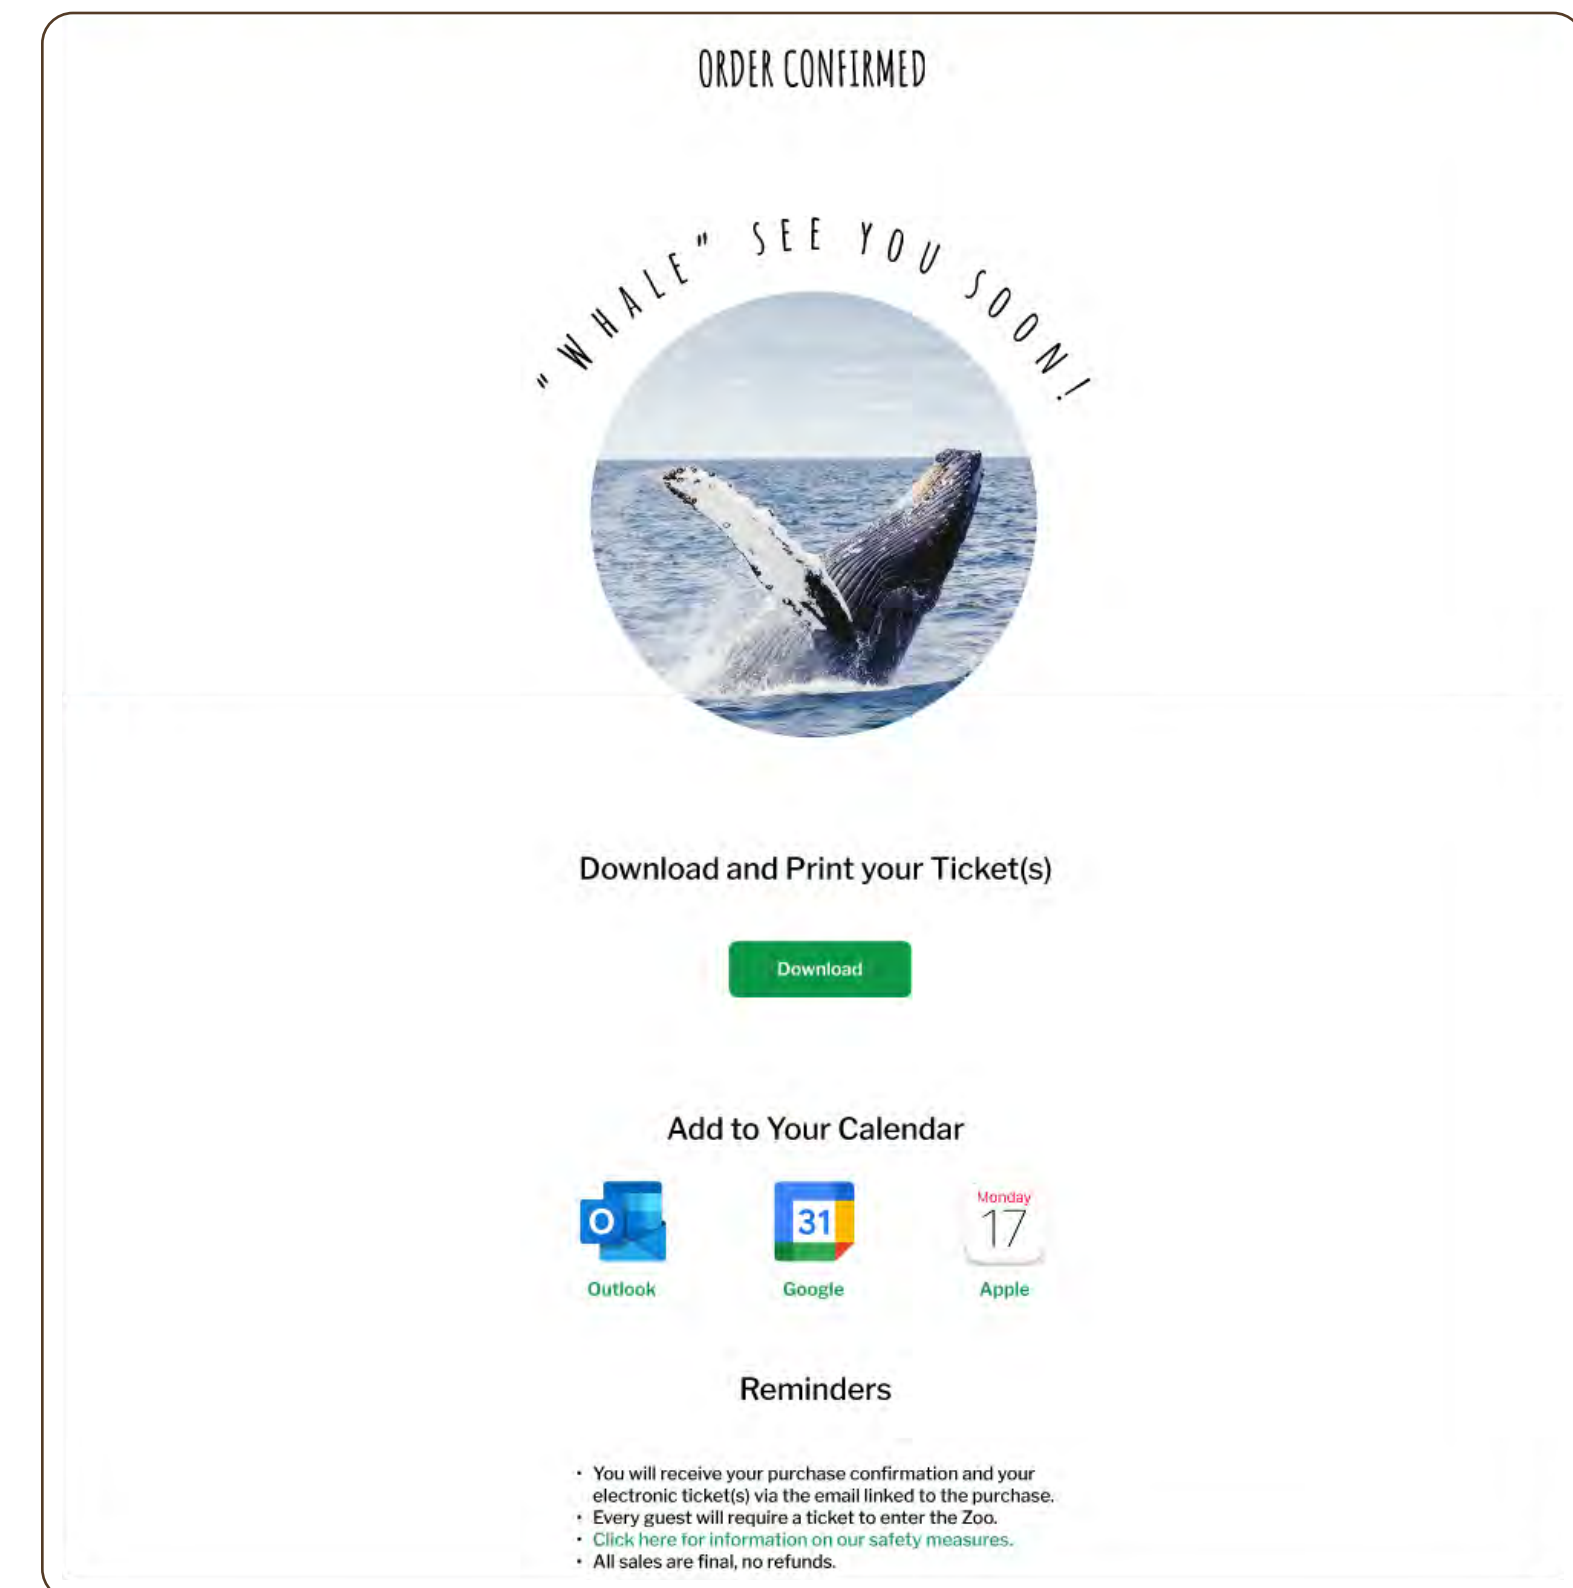 ORDER CONFIRMED
"WHALE" SEE YOU SOON!
Download and Print your Ticket(s)
Download
Add to Your Calendar
O
31
Monday
17
Outlook
Google
Apple
Reminders
• You will receive your purchase confirmation and your
electronic ticket(s) via the email linked to the purchase.
• Every guest will require a ticket to enter the Zoo.
• Click here for information on our safety measures.
• All sales are final, no refunds.